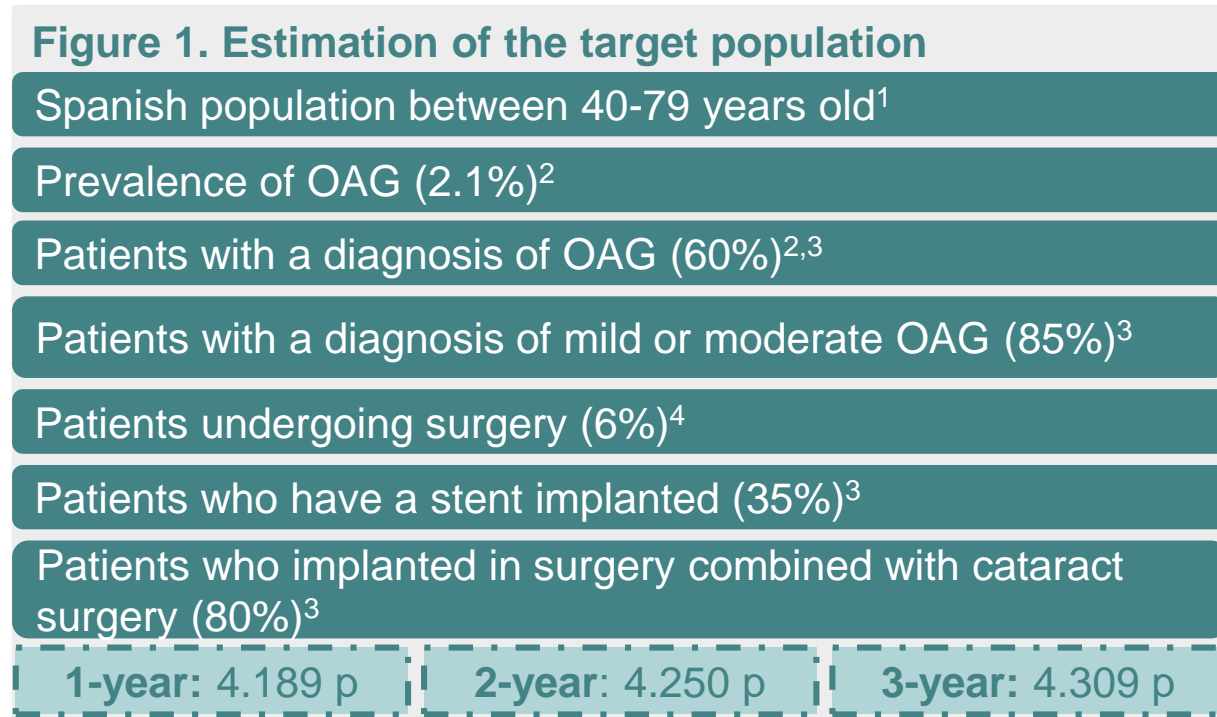 Figure 1. Estimation of the target population
Spanish population between 40-79 years old¹
Prevalence of OAG (2.1%)²
Patients with a diagnosis of OAG (60%)²,³
Patients with a diagnosis of mild or moderate OAG (85%)³
Patients undergoing surgery (6%)⁴
Patients who have a stent implanted (35%)³
Patients who implanted in surgery combined with cataract
surgery (80%)³
1-year: 4.189 p 2-year: 4.250 p 3-year: 4.309 p